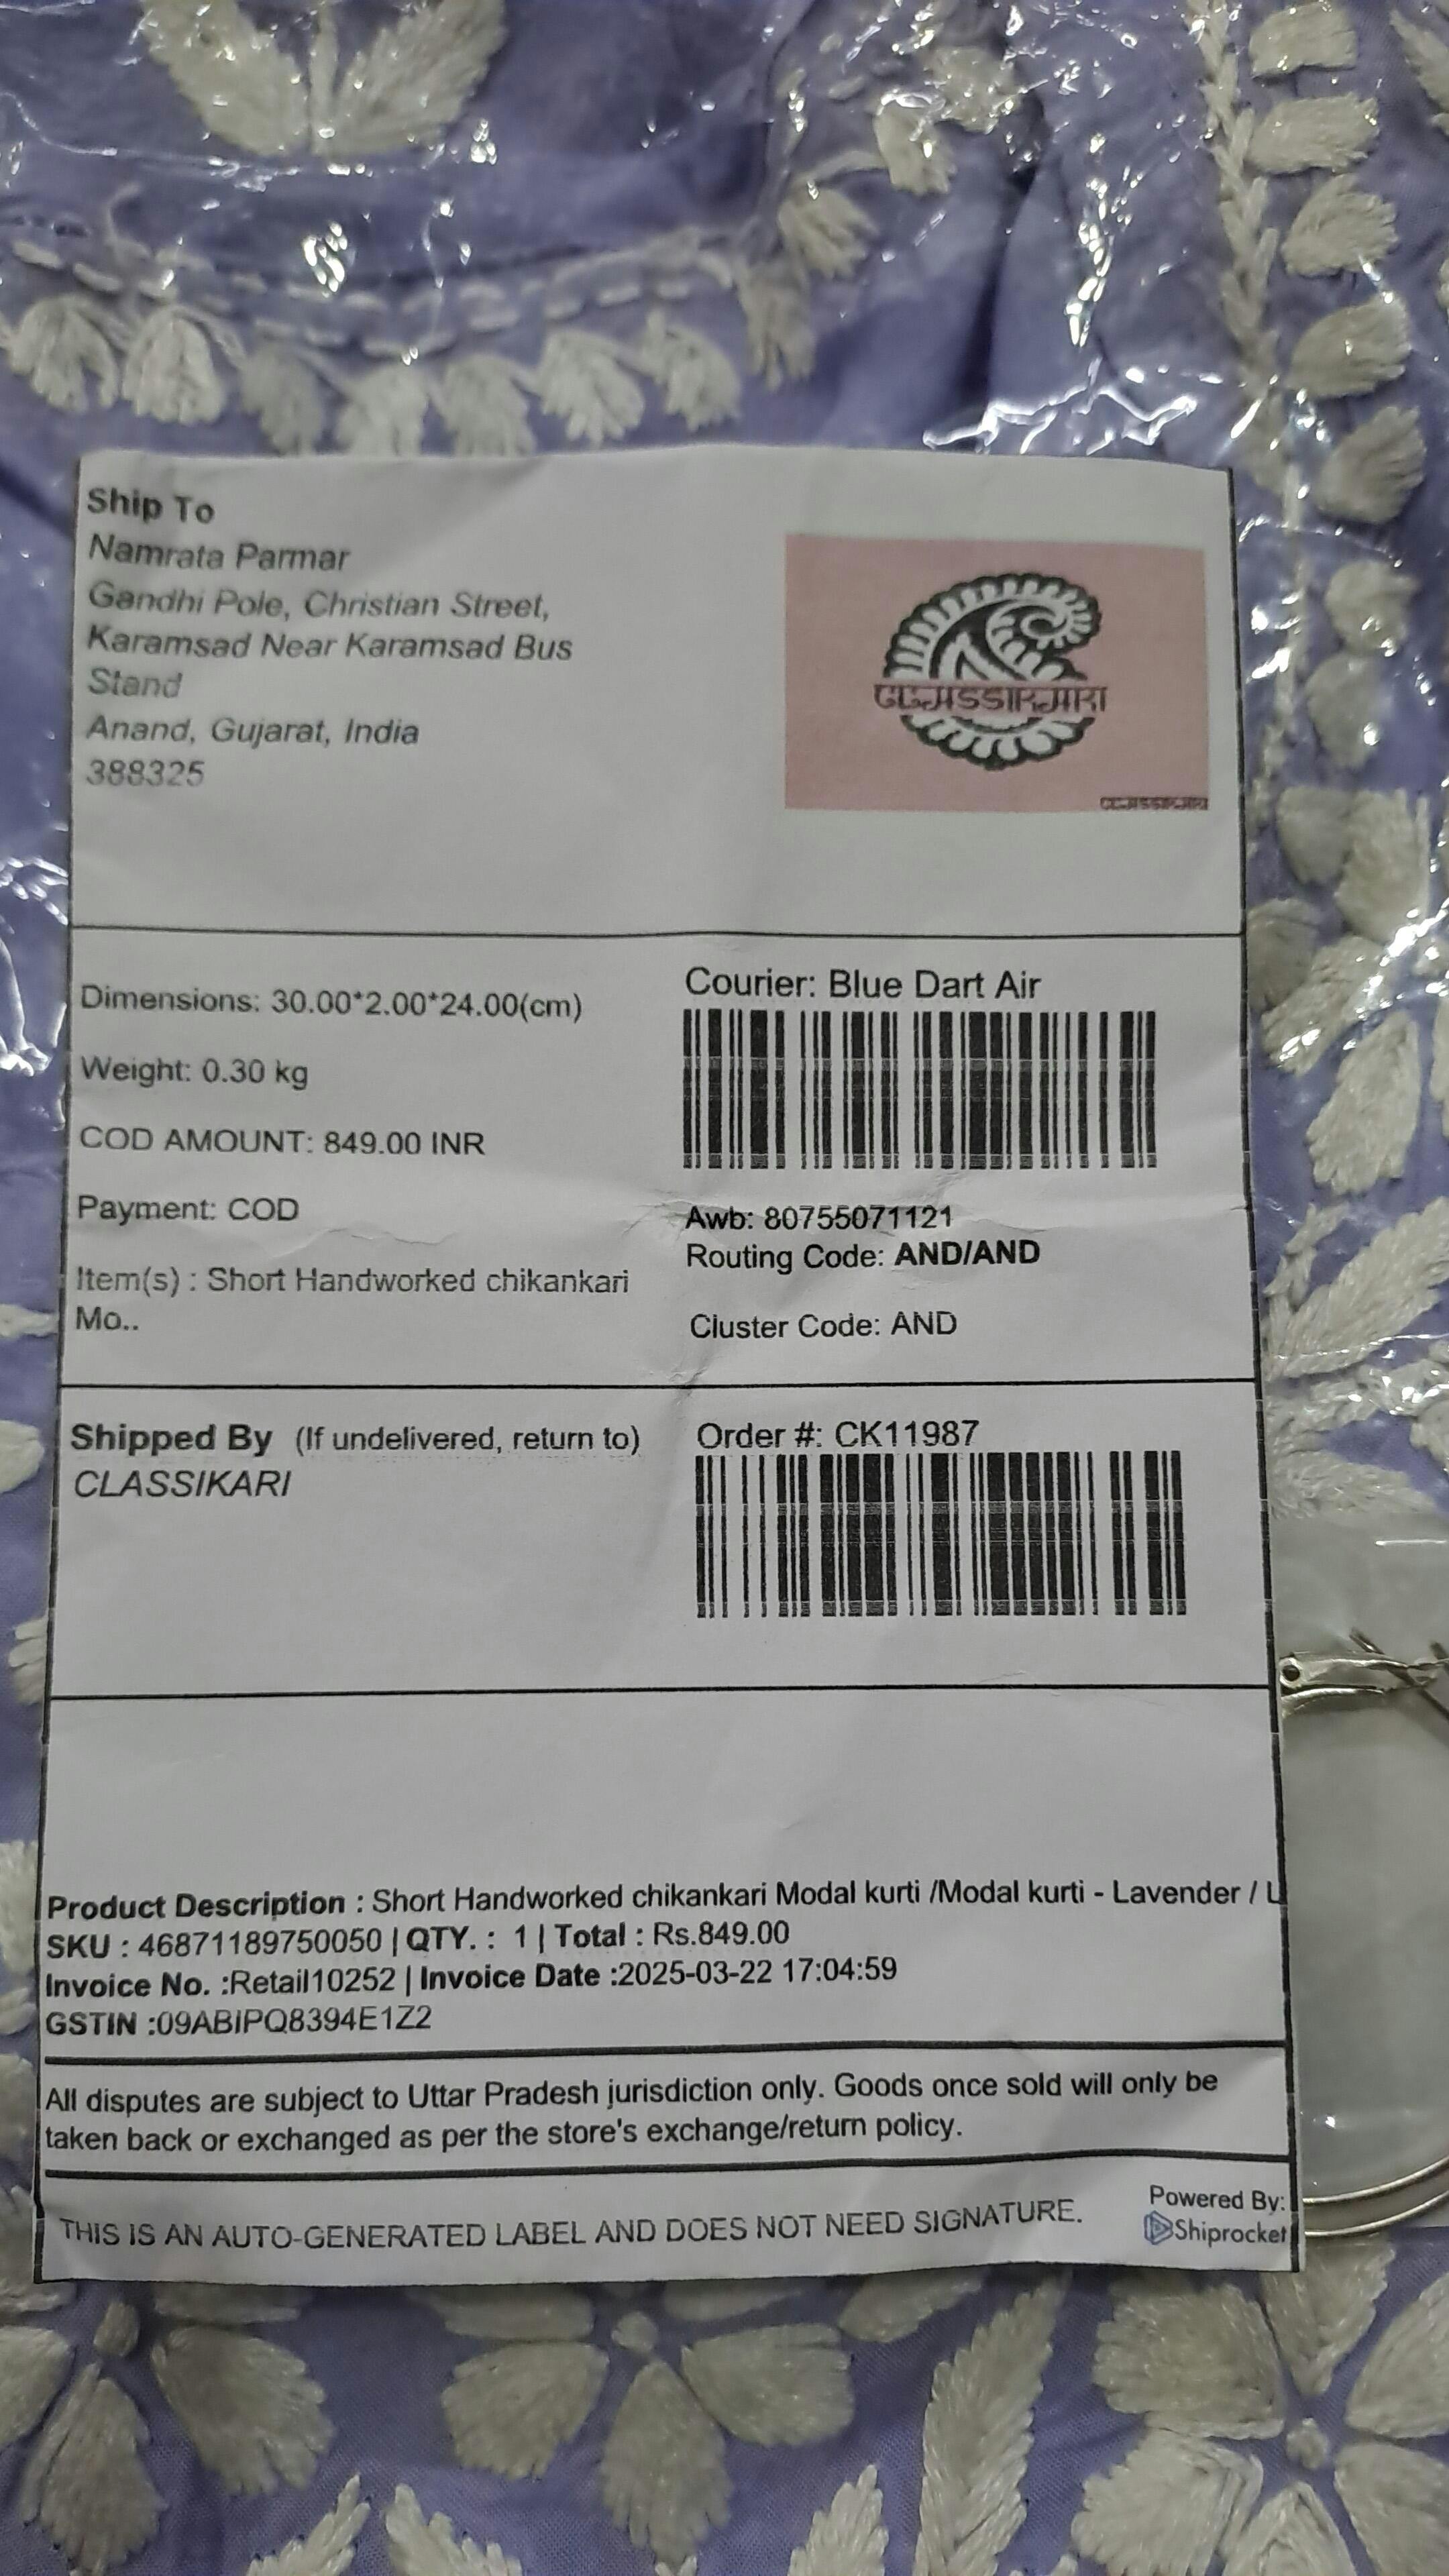 Ship To
Namrata Parmar
Gandhi Pole, Christian Street,
Karamsad Near Karamsad Bus
Stand
Anand, Gujarat, India
388325
CLASSIKARI
CLASSIKARI
Dimensions: 30.00*2.00*24.00(cm)
Weight: 0.30 kg
COD AMOUNT: 849.00 INR
Payment: COD
Item(s) : Short Handworked chikankari
Mo..
Courier: Blue Dart Air
Awb: 80755071121
Routing Code: AND/AND
Cluster Code: AND
Shipped By (If undelivered, return to)
CLASSIKARI
Order #: CK11987
Product Description : Short Handworked chikankari Modal kurti /Modal kurti - Lavender / L
SKU : 46871189750050 | QTY. : 1 | Total : Rs.849.00
Invoice No. :Retail10252 | Invoice Date :2025-03-22 17:04:59
GSTIN :09ABIPQ8394E1Z2
All disputes are subject to Uttar Pradesh jurisdiction only. Goods once sold will only be
taken back or exchanged as per the store's exchange/return policy.
THIS IS AN AUTO-GENERATED LABEL AND DOES NOT NEED SIGNATURE.
Powered By:
Shiprocket